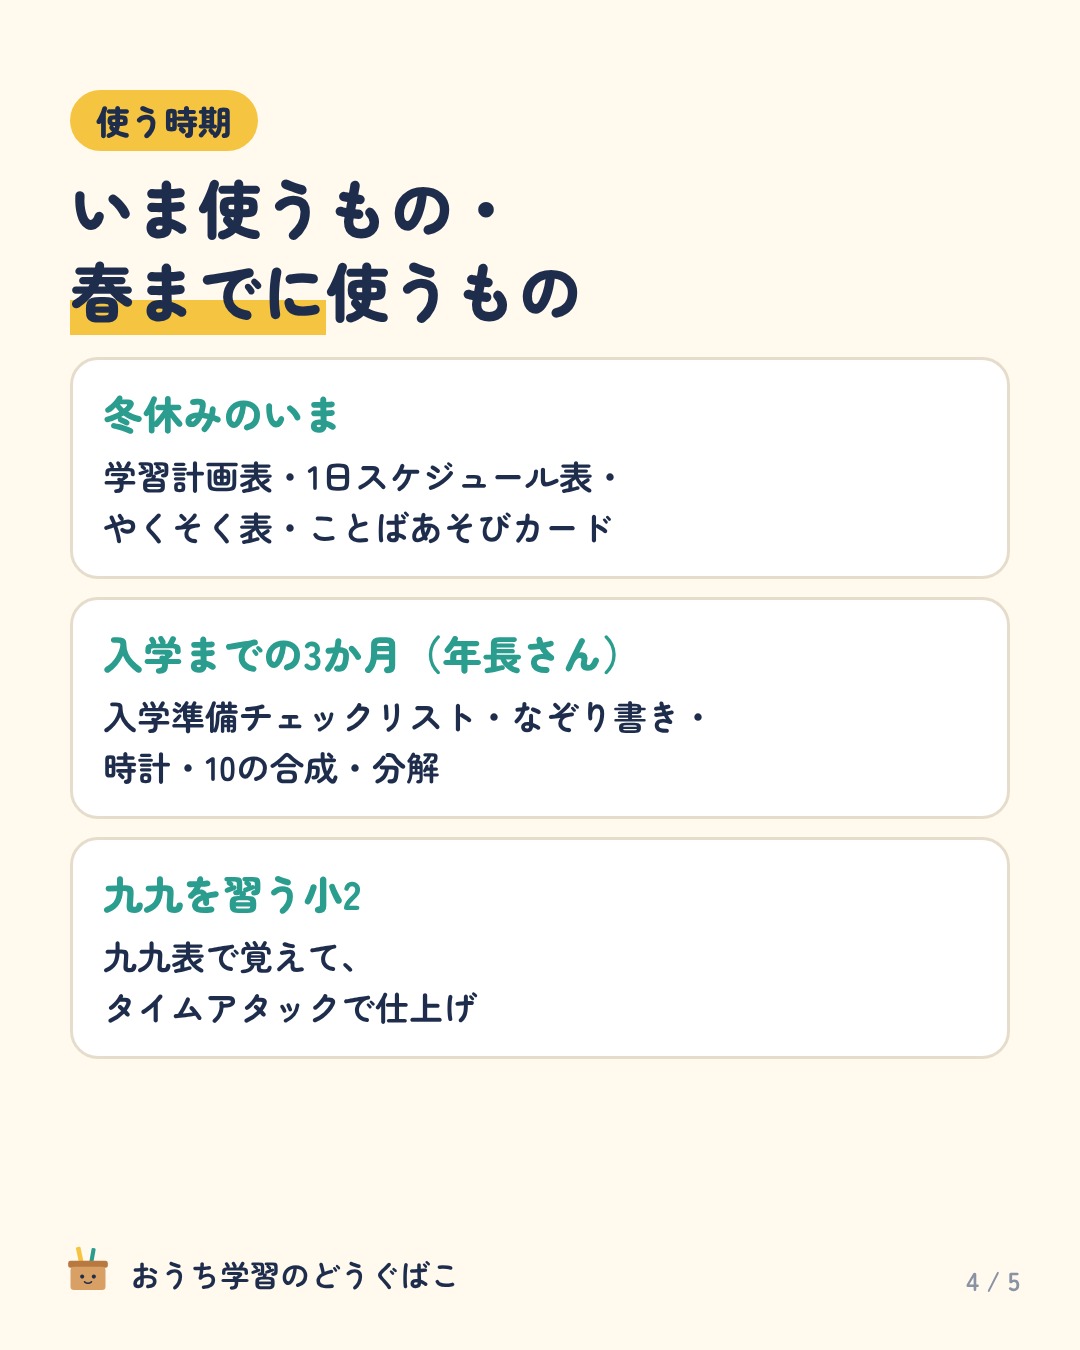 使う時期
いま使うもの・
春までに使うもの
冬休みのいま
学習計画表・1日スケジュール表・
やくそく表・ことばあそびカード
入学までの3か月（年長さん）
入学準備チェックリスト・なぞり書き・
時計・10の合成・分解
九九を習う小2
九九表で覚えて、
タイムアタックで仕上げ
おうち学習のどうぐばこ
4 / 5